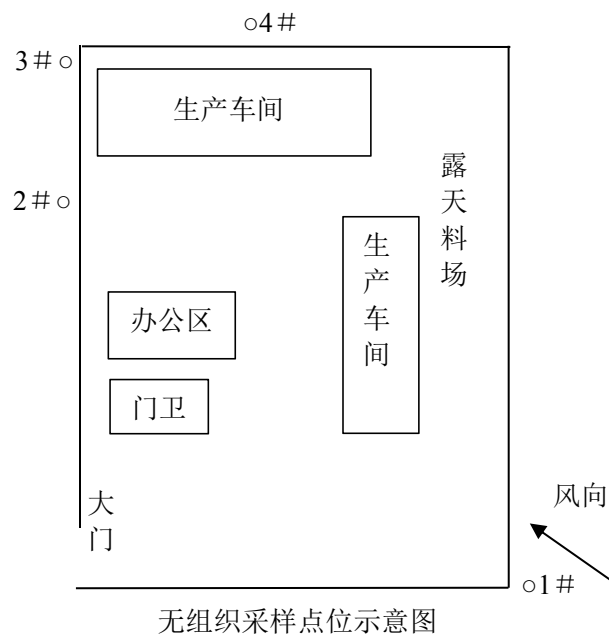 ○4＃
3＃○
生产车间
露天料场
2＃○
生产车间
办公区
门卫
大门
风向
○1＃
无组织采样点位示意图